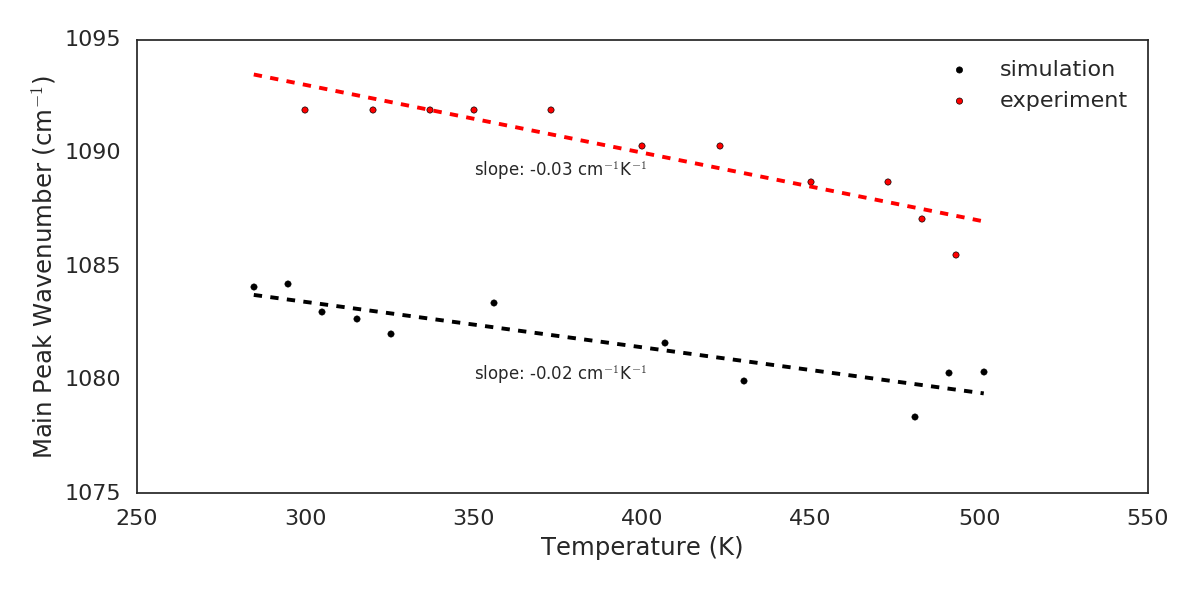 1095
1090
1085
1080
1075
250 300 350 400 450 500 550
Main Peak Wavenumber (cm⁻¹)
Temperature (K)
simulation
experiment
slope: -0.03 cm⁻¹K⁻¹
slope: -0.02 cm⁻¹K⁻¹